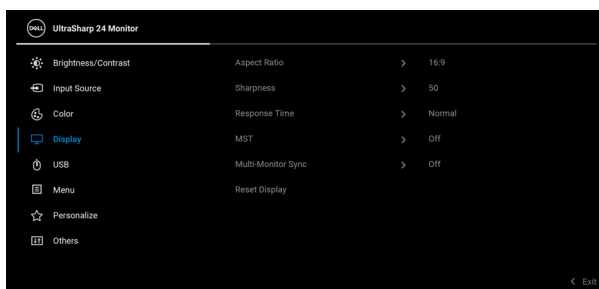 DELL UltraSharp 24 Monitor
Brightness/Contrast Aspect Ratio 16:9
Input Source Sharpness 50
Color Response Time Normal
Display MST Off
USB Multi-Monitor Sync Off
Menu Reset Display
Personalize
Others
Exit